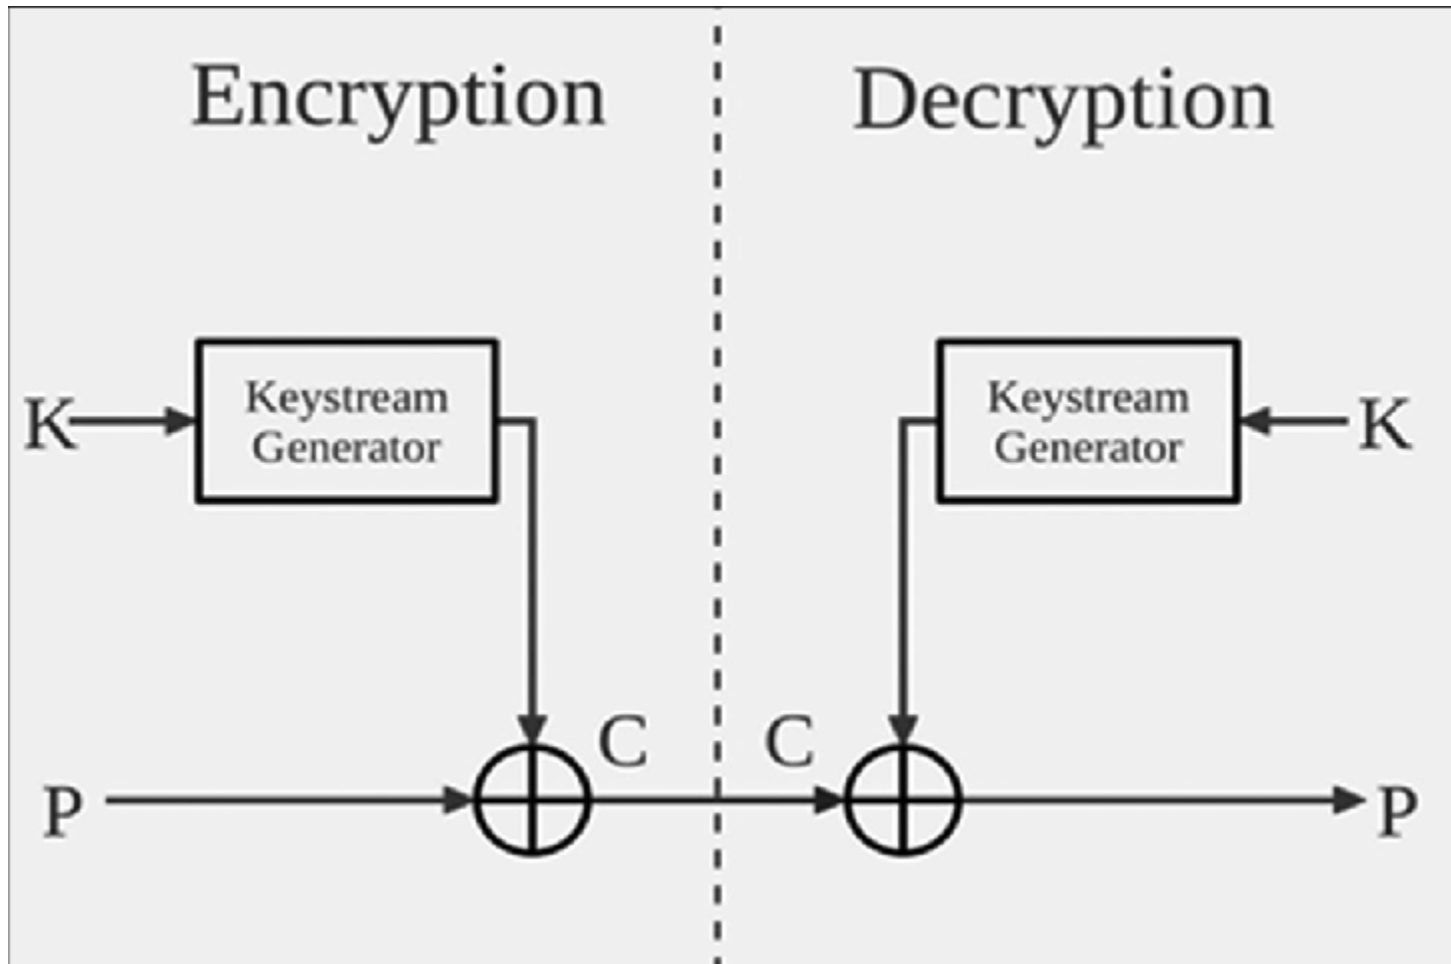 Encryption
Decryption
K
Keystream
Generator
Keystream
Generator
K
C
C
P
P